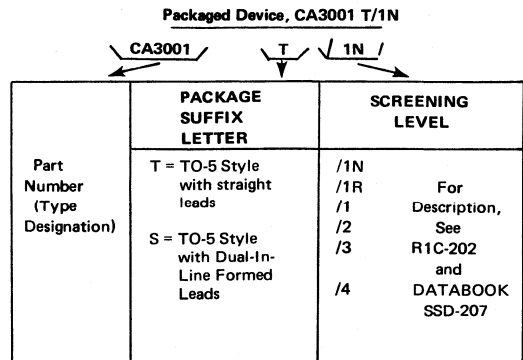 Packaged Device, CA3001 T/1N
CA3001 T / 1N /
PACKAGE
SUFFIX
LETTER
SCREENING
LEVEL
Part
Number
(Type
Designation)
T = TO-5 Style
with straight
leads
S = TO-5 Style
with Dual-In-
Line Formed
Leads
/1N
/1R For
/1 Description,
/2 See
/3 R1C-202
and
/4 DATABOOK
SSD-207